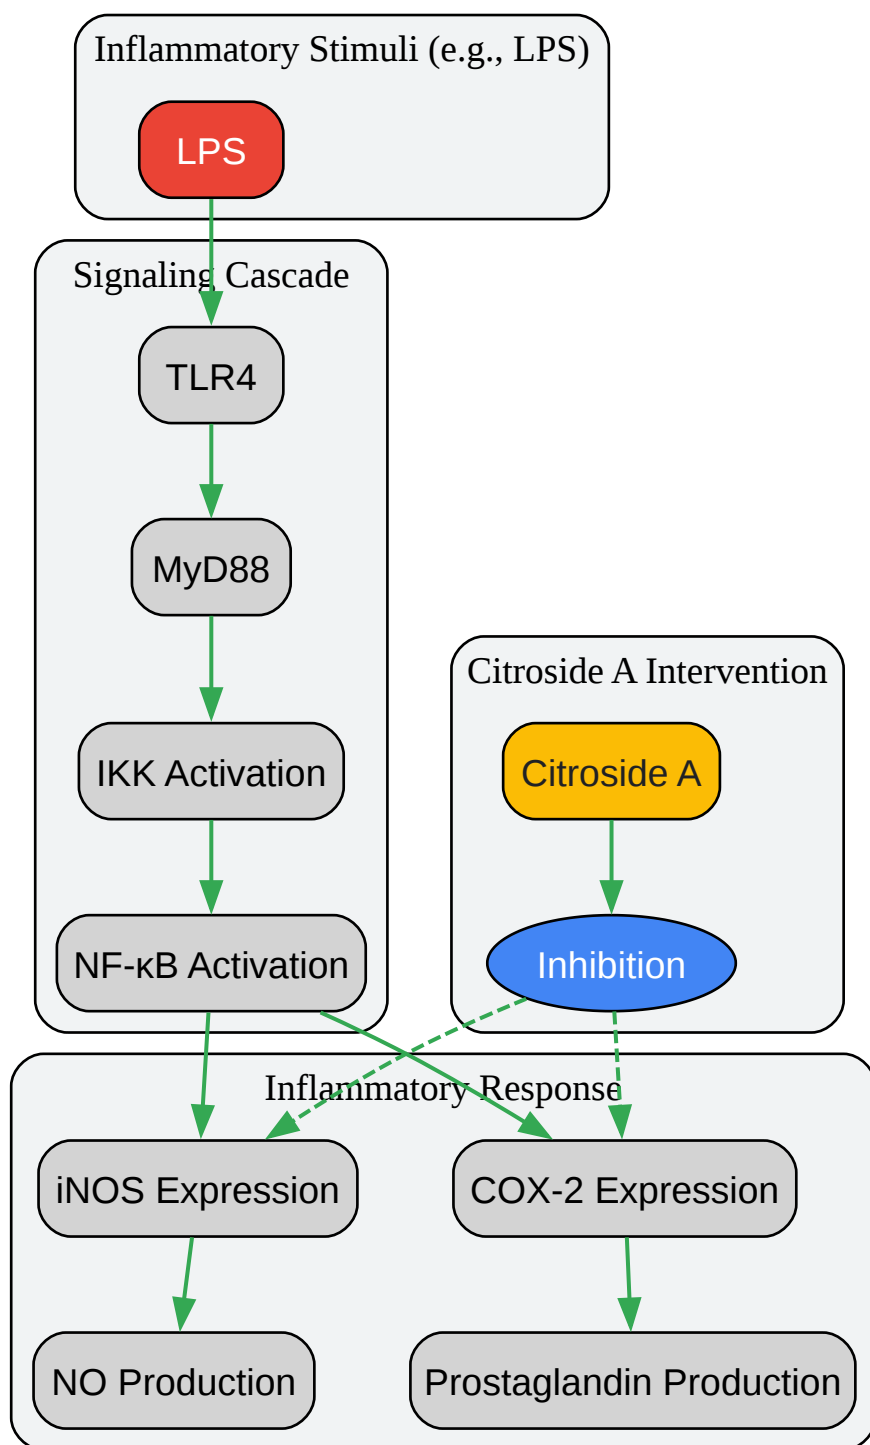 Inflammatory Stimuli (e.g., LPS)
LPS
Signaling Cascade
TLR4
MyD88
IKK Activation
NF-κB Activation
Citroside A Intervention
Citroside A
Inhibition
Inflammatory Response
iNOS Expression
COX-2 Expression
NO Production
Prostaglandin Production